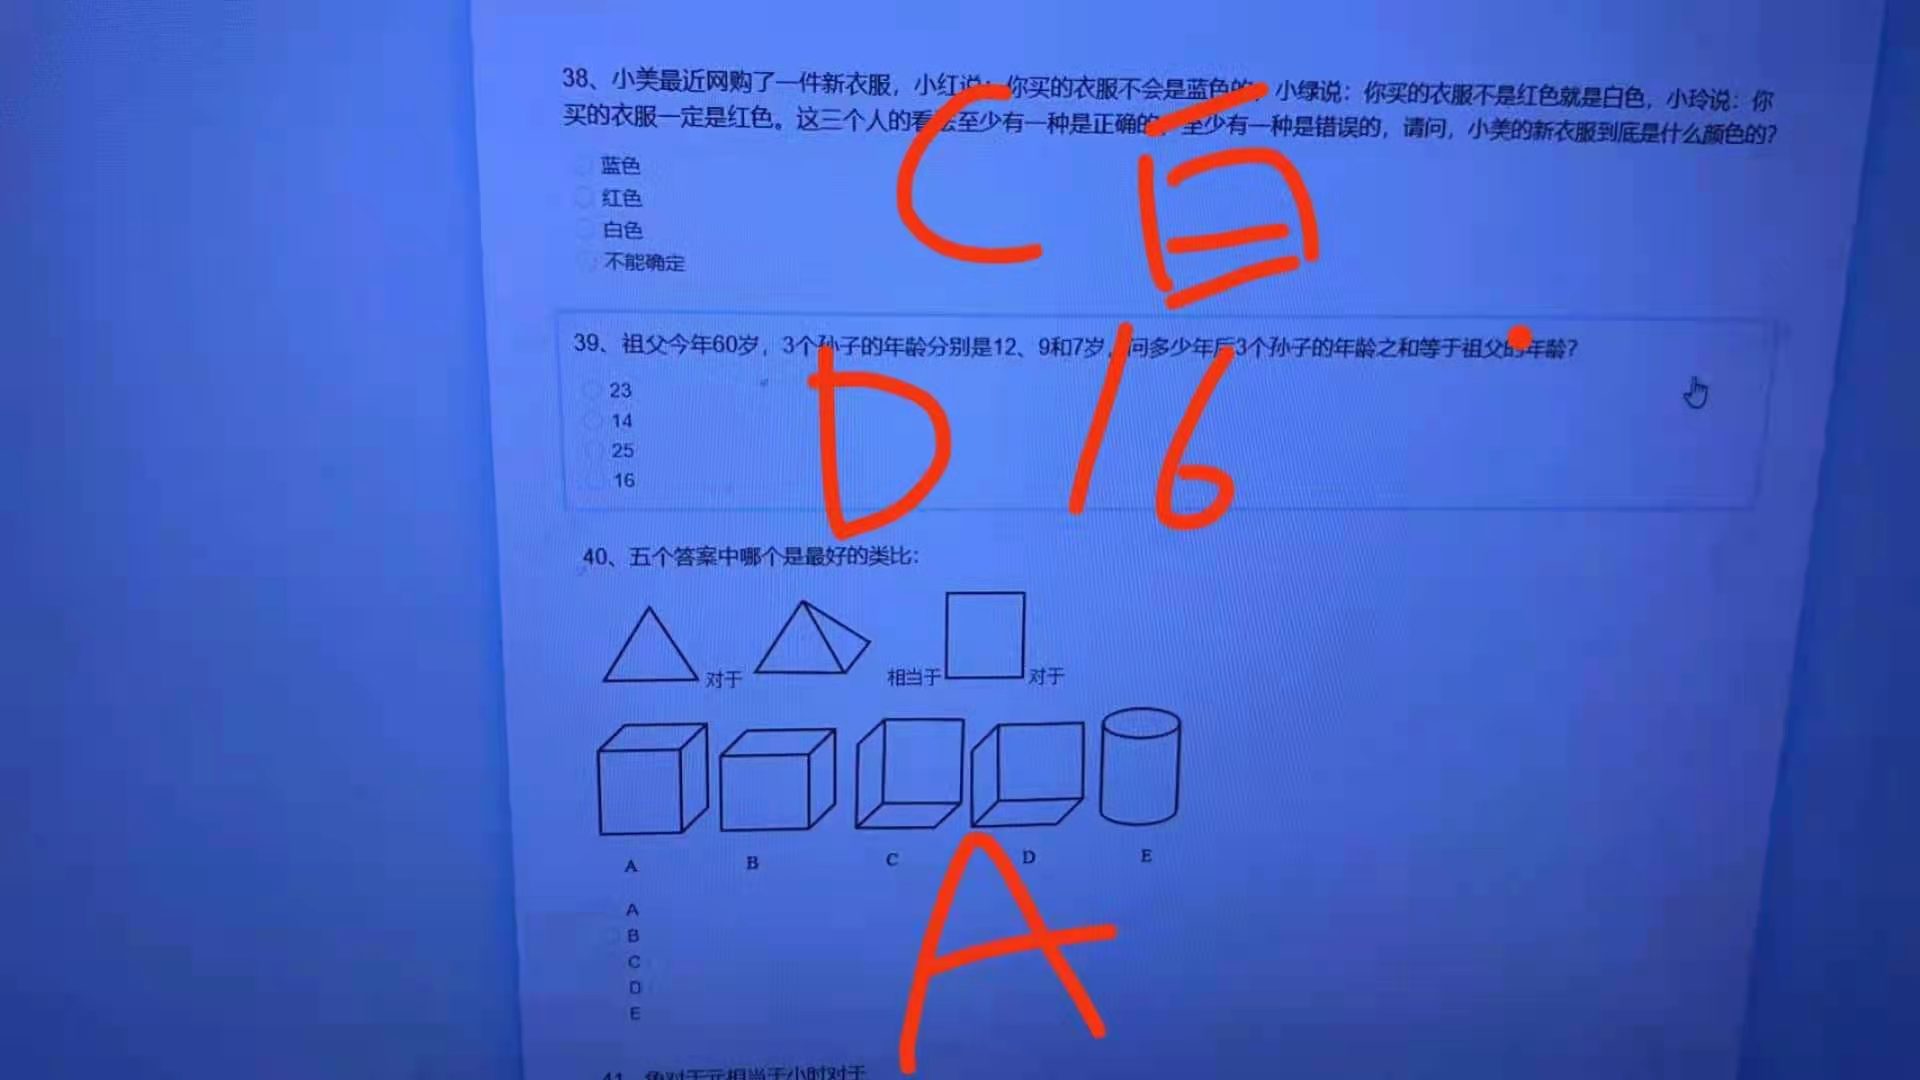 38、小美最近网购了一件新衣服，小红说：你买的衣服不会是蓝色的，小绿说：你买的衣服不是红色就是白色，小玲说：你
买的衣服一定是红色。这三个人的看法至少有一种是正确的，至少有一种是错误的，请问，小美的新衣服到底是什么颜色的?
蓝色
红色
白色
不能确定
C 白
39、祖父今年60岁，3个孙子的年龄分别是12、9和7岁，问多少年后3个孙子的年龄之和等于祖父的年龄?
23
14
25
16
D 16
40、五个答案中哪个是最好的类比:
对于 相当于 对于
A B C D E
A
A
B
C
D
E
41、角对于元相当于小时对于